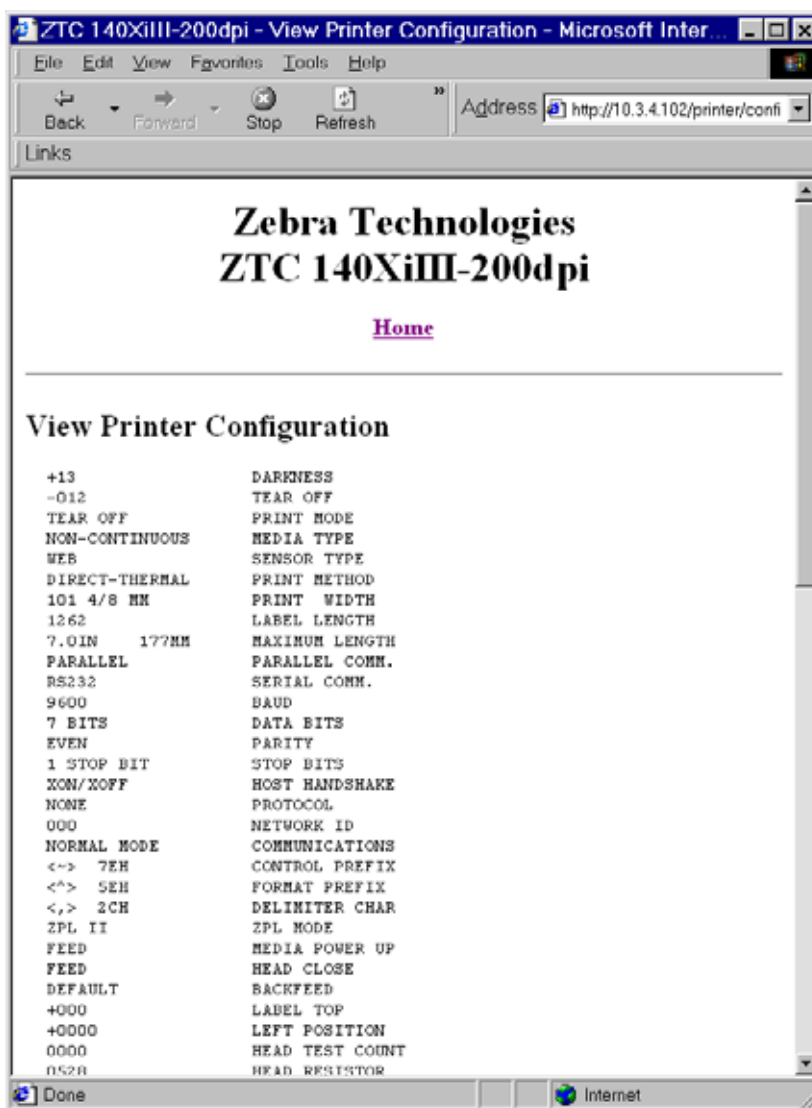 ZTC 140XiIII-200dpi - View Printer Configuration - Microsoft Inter...
File Edit View Favorites Tools Help
Back Forward Stop Refresh » Address http://10.3.4.102/printer/confi
Links
Zebra Technologies
ZTC 140XiIII-200dpi
Home
View Printer Configuration
+13 DARKNESS
-012 TEAR OFF
TEAR OFF PRINT MODE
NON-CONTINUOUS MEDIA TYPE
WEB SENSOR TYPE
DIRECT-THERMAL PRINT METHOD
101 4/8 MM PRINT WIDTH
1262 LABEL LENGTH
7.0IN 177MM MAXIMUM LENGTH
PARALLEL PARALLEL COMM.
RS232 SERIAL COMM.
9600 BAUD
7 BITS DATA BITS
EVEN PARITY
1 STOP BIT STOP BITS
XON/XOFF HOST HANDSHAKE
NONE PROTOCOL
000 NETWORK ID
NORMAL MODE COMMUNICATIONS
<~> 7EH CONTROL PREFIX
<^> 5EH FORMAT PREFIX
<,> 2CH DELIMITER CHAR
ZPL II ZPL MODE
FEED MEDIA POWER UP
FEED HEAD CLOSE
DEFAULT BACKFEED
+000 LABEL TOP
+0000 LEFT POSITION
0000 HEAD TEST COUNT
0528 HEAD RESISTOR
Done Internet